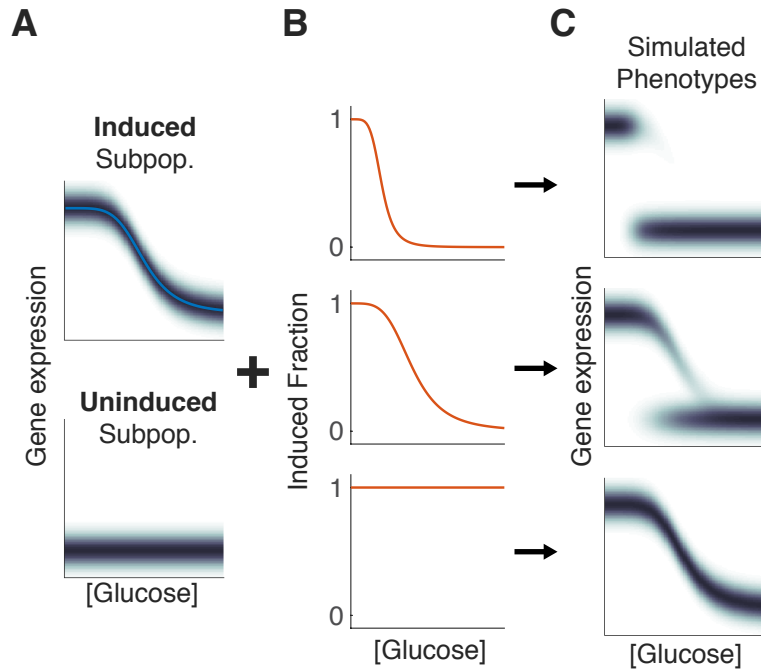 A
Induced
Subpop.
Gene expression
Uninduced
Subpop.
[Glucose]
+
B
Induced Fraction
1
0
1
0
1
0
[Glucose]
C
Simulated
Phenotypes
Gene expression
[Glucose]